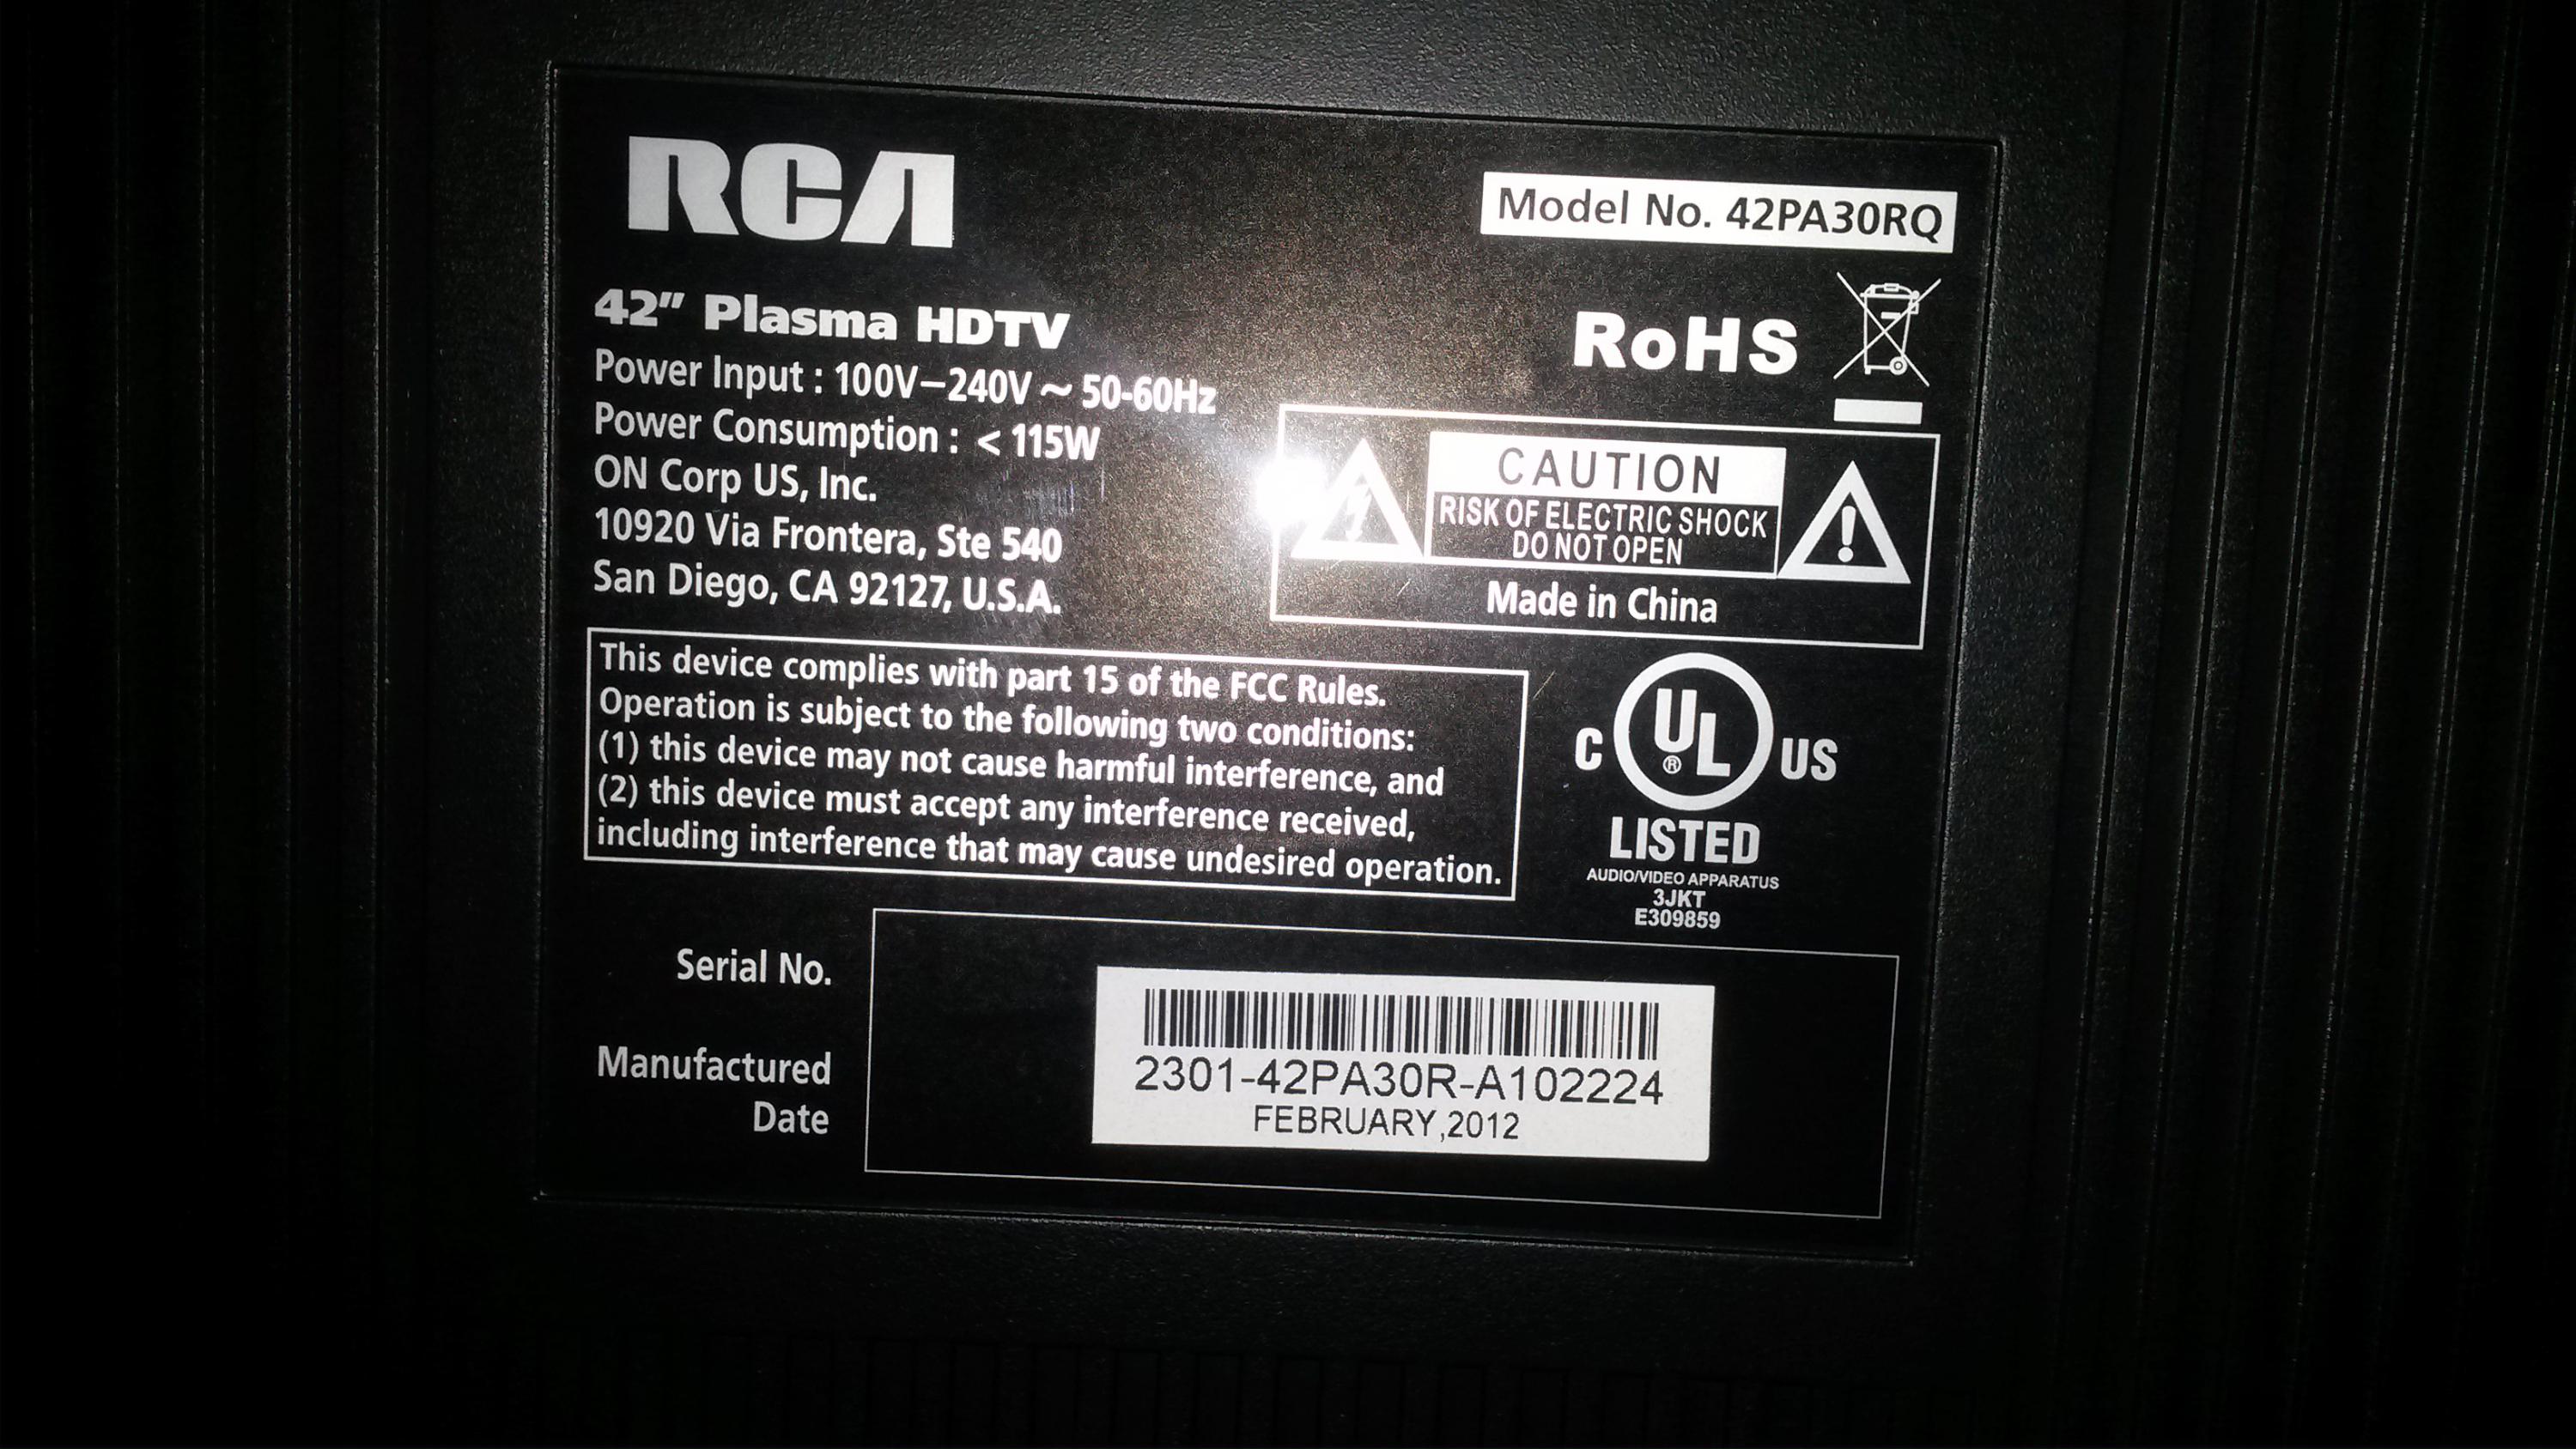 RCA
Model No. 42PA30RQ
42" Plasma HDTV
Power Input : 100V–240V ~ 50-60Hz
Power Consumption : < 115W
ON Corp US, Inc.
10920 Via Frontera, Ste 540
San Diego, CA 92127, U.S.A.
RoHS
CAUTION
RISK OF ELECTRIC SHOCK
DO NOT OPEN
Made in China
This device complies with part 15 of the FCC Rules.
Operation is subject to the following two conditions:
(1) this device may not cause harmful interference, and
(2) this device must accept any interference received,
including interference that may cause undesired operation.
C UL ® US
LISTED
AUDIO/VIDEO APPARATUS
3JKT
E309859
Serial No.
2301-42PA30R-A102224
Manufactured
Date
FEBRUARY,2012